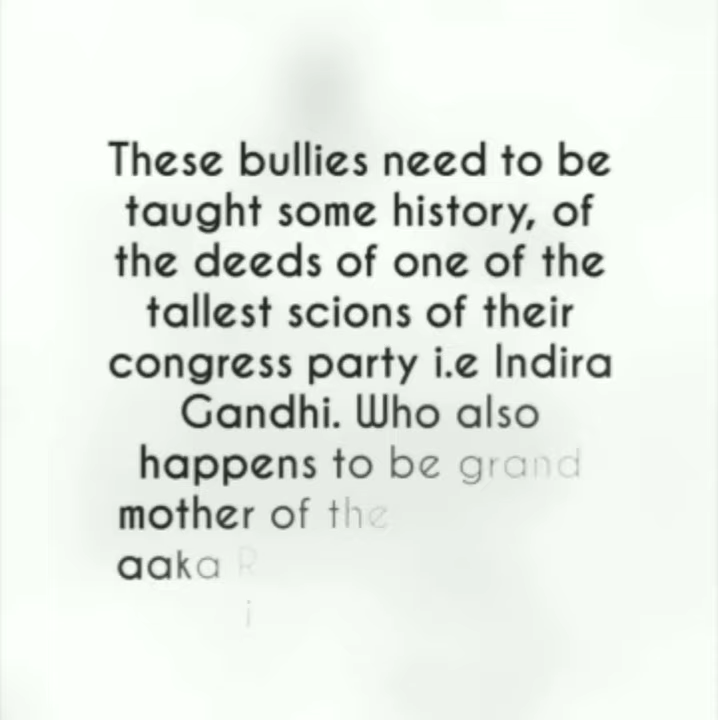 These bullies need to be
taught some history, of
the deeds of one of the
tallest scions of their
congress party i.e Indira
Gandhi. Who also
happens to be grand
mother of the
aaka R
i